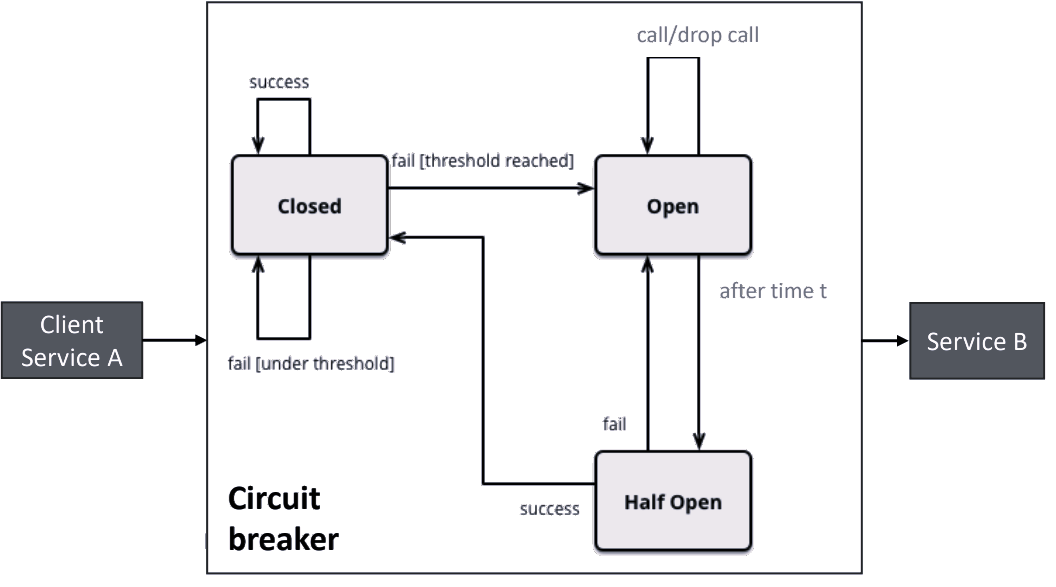 call/drop call
success
fail [threshold reached]
Closed
Open
after time t
Client
Service A
Service B
fail [under threshold]
fail
Half Open
success
Circuit
breaker